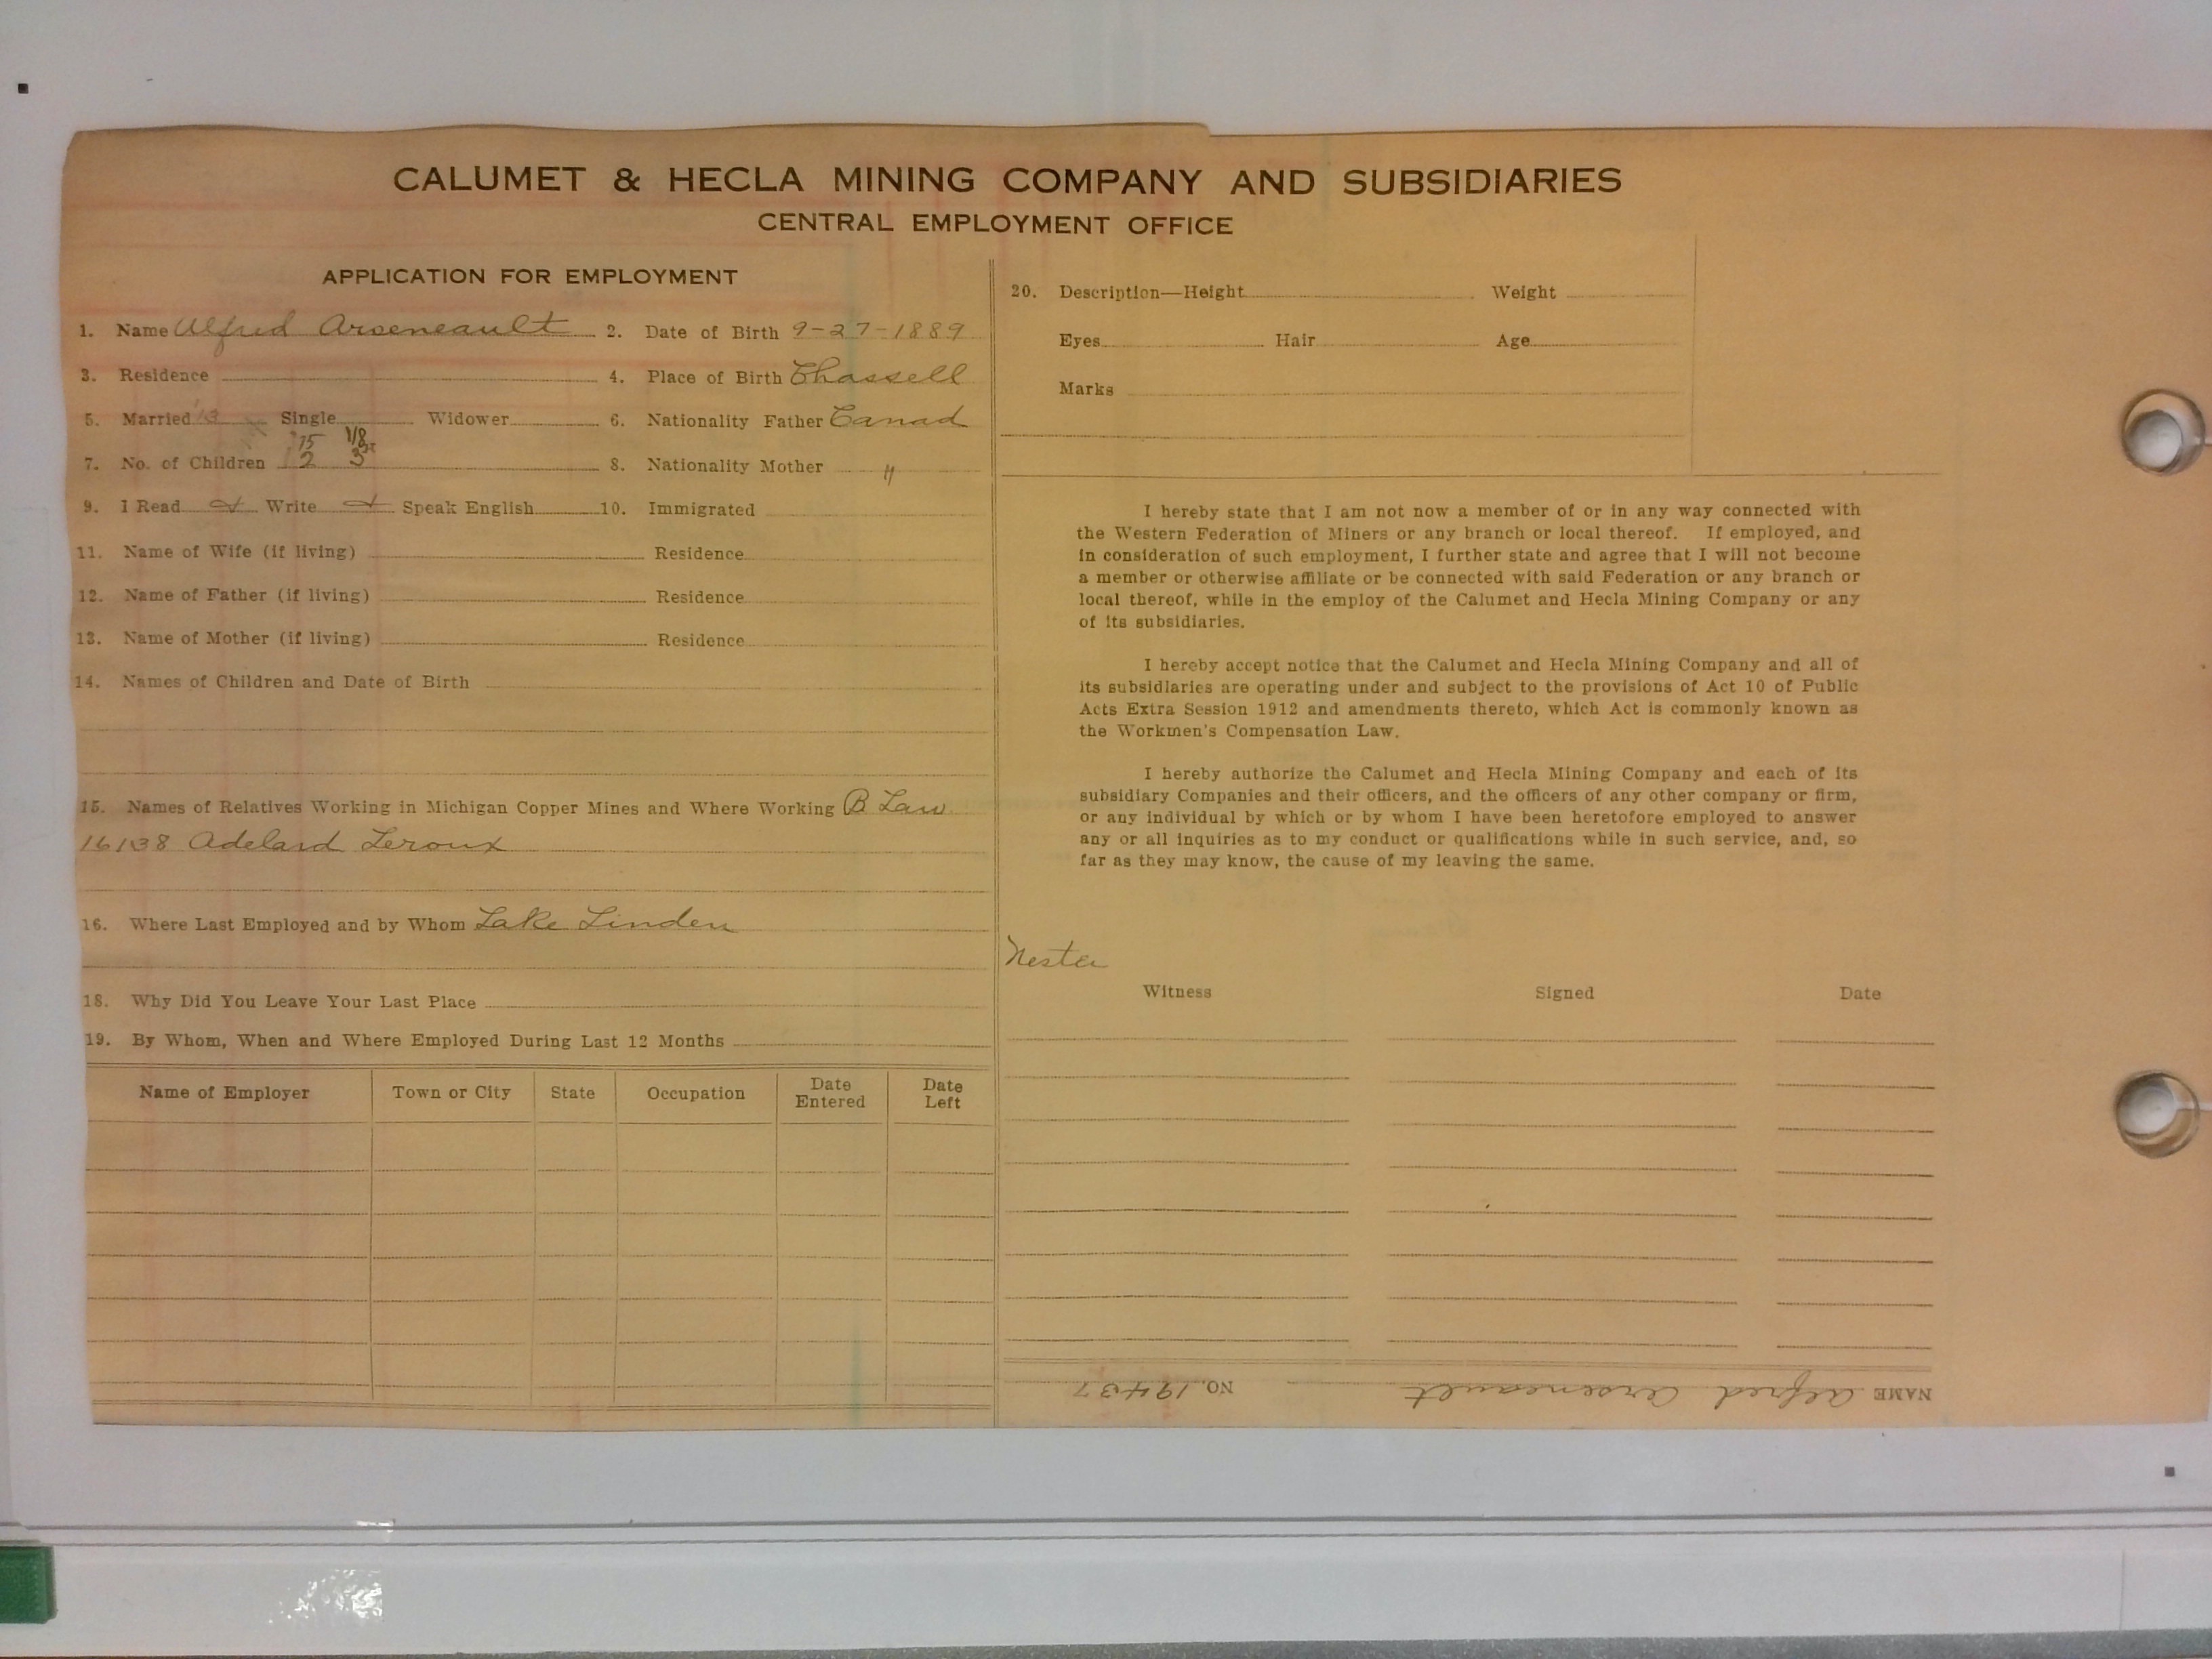 CALUMET & HECLA MINING COMPANY AND SUBSIDIARIES
CENTRAL EMPLOYMENT OFFICE
APPLICATION FOR EMPLOYMENT
1. Name Alfred Arseneault 2. Date of Birth 9-27-1889
3. Residence 4. Place of Birth Chassell
5. Married '13 Single Widower 6. Nationality Father Canad
'15 1/8
7. No. of Children 2 3 8. Nationality Mother "
9. I Read Write Speak English 10. Immigrated
11. Name of Wife (if living) Residence
12. Name of Father (if living) Residence
13. Name of Mother (if living) Residence
14. Names of Children and Date of Birth
15. Names of Relatives Working in Michigan Copper Mines and Where Working B Law
16138 Adelard Leroux
16. Where Last Employed and by Whom Lake Linden
18. Why Did You Leave Your Last Place
19. By Whom, When and Where Employed During Last 12 Months
Name of Employer Town or City State Occupation Date Entered Date Left
20. Description—Height Weight
Eyes Hair Age
Marks
I hereby state that I am not now a member of or in any way connected with
the Western Federation of Miners or any branch or local thereof. If employed, and
in consideration of such employment, I further state and agree that I will not become
a member or otherwise affiliate or be connected with said Federation or any branch or
local thereof, while in the employ of the Calumet and Hecla Mining Company or any
of its subsidiaries.
I hereby accept notice that the Calumet and Hecla Mining Company and all of
its subsidiaries are operating under and subject to the provisions of Act 10 of Public
Acts Extra Session 1912 and amendments thereto, which Act is commonly known as
the Workmen's Compensation Law.
I hereby authorize the Calumet and Hecla Mining Company and each of its
subsidiary Companies and their officers, and the officers of any other company or firm,
or any individual by which or by whom I have been heretofore employed to answer
any or all inquiries as to my conduct or qualifications while in such service, and, so
far as they may know, the cause of my leaving the same.
Nester
Witness Signed Date
NAME Alfred Arseneault NO. 19437